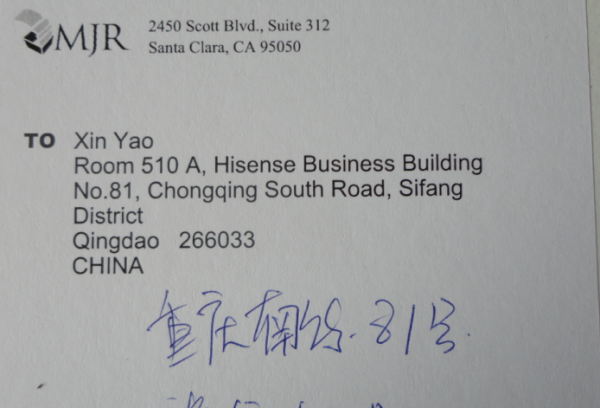 MJR
2450 Scott Blvd., Suite 312
Santa Clara, CA 95050
TO Xin Yao
Room 510 A, Hisense Business Building
No.81, Chongqing South Road, Sifang
District
Qingdao 266033
CHINA
重庆南路81号